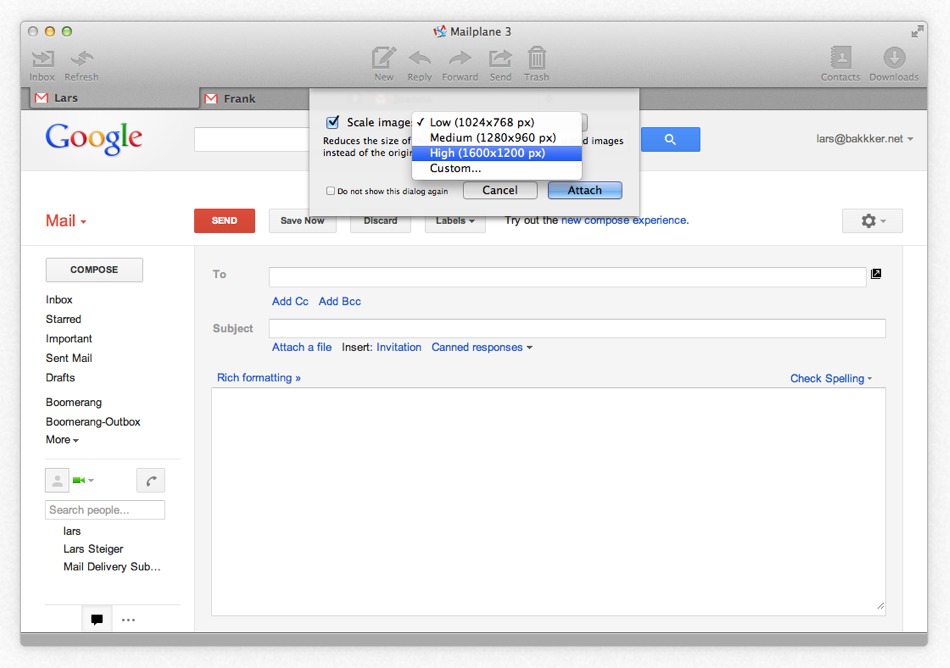 Mailplane 3
Inbox Refresh New Reply Forward Send Trash Contacts Downloads
Lars Frank
Scale images
✓ Low (1024x768 px)
Medium (1280x960 px)
High (1600x1200 px)
Custom...
Reduces the size of d images
instead of the origin
Do not show this dialog again Cancel Attach
Google lars@bakkker.net
Mail SEND Save Now Discard Labels Try out the new compose experience.
COMPOSE
Inbox
Starred
Important
Sent Mail
Drafts
Boomerang
Boomerang-Outbox
More
Search people...
lars
Lars Steiger
Mail Delivery Sub...
To
Add Cc Add Bcc
Subject
Attach a file Insert: Invitation Canned responses
Rich formatting » Check Spelling